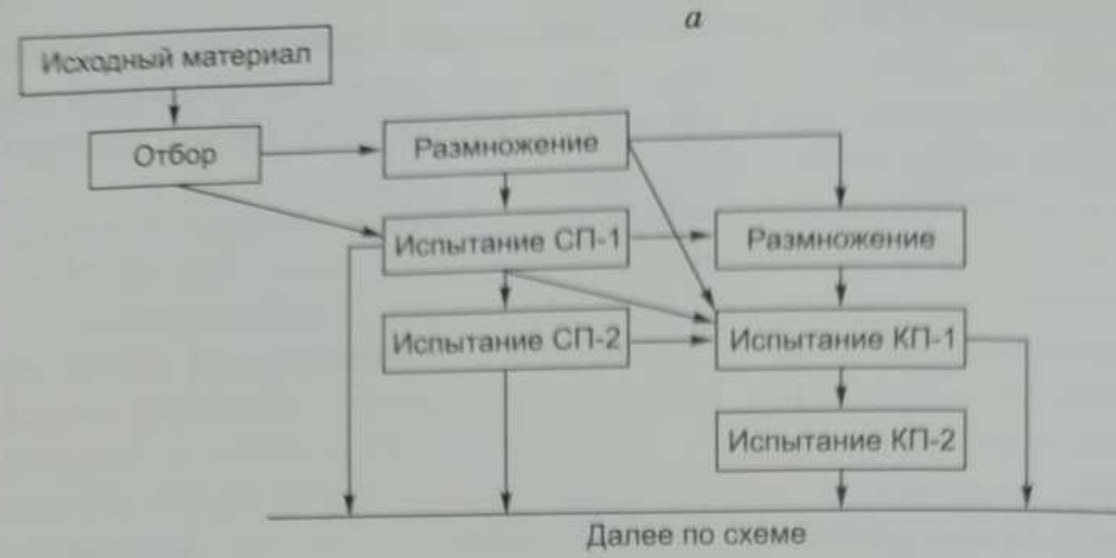 а
Исходный материал
Отбор
Размножение
Испытание СП-1
Размножение
Испытание СП-2
Испытание КП-1
Испытание КП-2
Далее по схеме